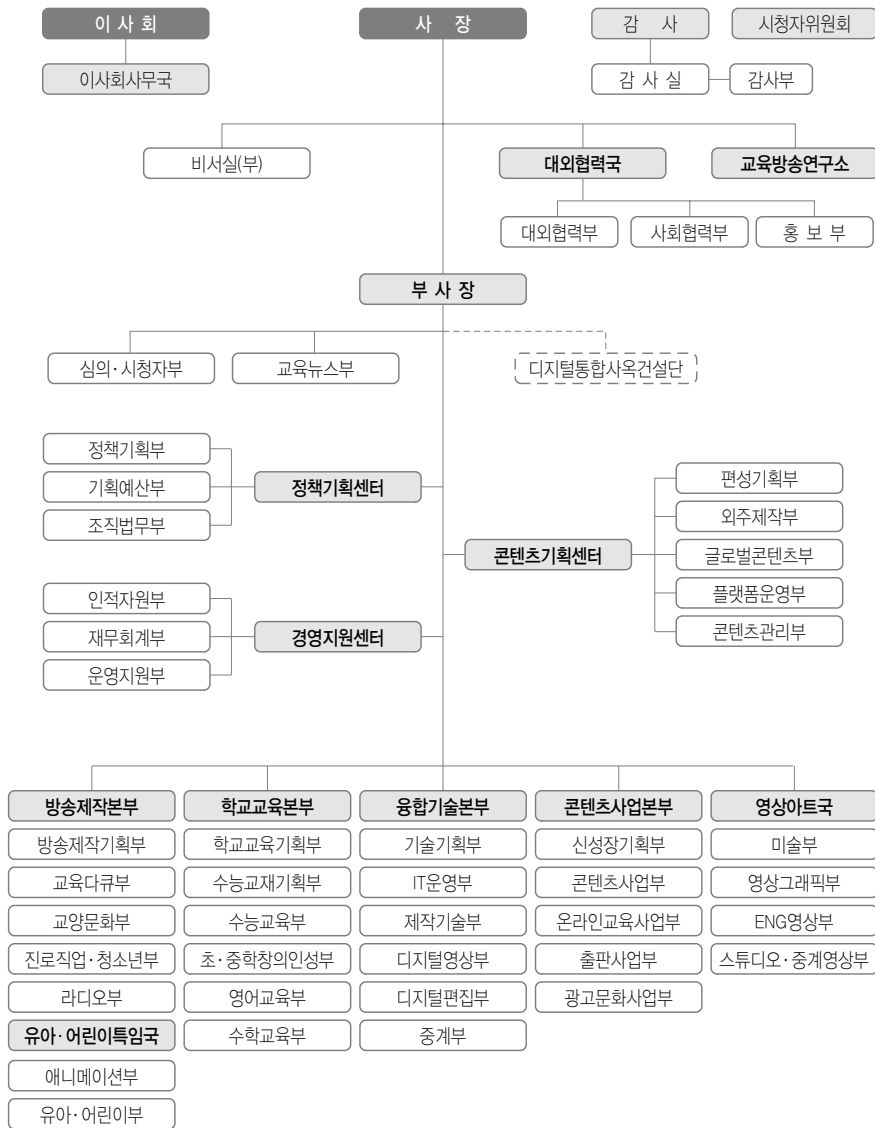 이 사 회
사 장
감 사
시청자위원회
이사회사무국
감 사 실
감사부
비서실(부)
대외협력국
교육방송연구소
대외협력부
사회협력부
홍 보 부
부 사 장
심의·시청자부
교육뉴스부
디지털통합사옥건설단
정책기획부
기획예산부
조직법무부
정책기획센터
편성기획부
외주제작부
글로벌콘텐츠부
플랫폼운영부
콘텐츠관리부
콘텐츠기획센터
인적자원부
재무회계부
운영지원부
경영지원센터
방송제작본부
방송제작기획부
교육다큐부
교양문화부
진로직업·청소년부
라디오부
유아·어린이특임국
애니메이션부
유아·어린이부
학교교육본부
학교교육기획부
수능교재기획부
수능교육부
초·중학창의인성부
영어교육부
수학교육부
융합기술본부
기술기획부
IT운영부
제작기술부
디지털영상부
디지털편집부
중계부
콘텐츠사업본부
신성장기획부
콘텐츠사업부
온라인교육사업부
출판사업부
광고문화사업부
영상아트국
미술부
영상그래픽부
ENG영상부
스튜디오·중계영상부